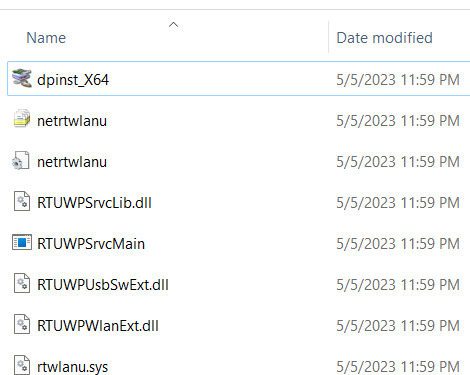 Name Date modified
dpinst_X64 5/5/2023 11:59 PM
netrtwlanu 5/5/2023 11:59 PM
netrtwlanu 5/5/2023 11:59 PM
RTUWPSrvcLib.dll 5/5/2023 11:59 PM
RTUWPSrvcMain 5/5/2023 11:59 PM
RTUWPUsbSwExt.dll 5/5/2023 11:59 PM
RTUWPWlanExt.dll 5/5/2023 11:59 PM
rtwlanu.sys 5/5/2023 11:59 PM